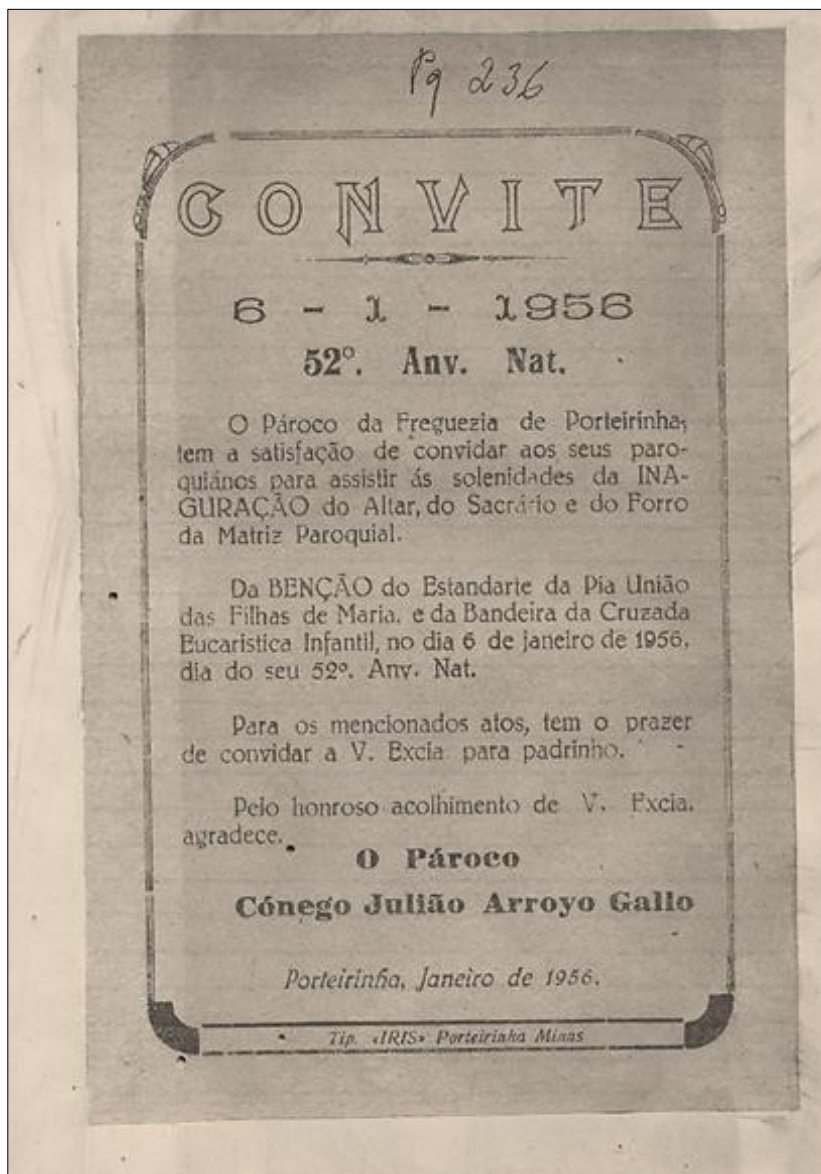 Pg 236
CONVITE
6 - 1 - 1956
52º. Anv. Nat.
O Pároco da Freguezia de Porteirinha,
tem a satisfação de convidar aos seus paro-
quiános para assistir ás solenidades da INA-
GURAÇÃO do Altar, do Sacrário e do Forro
da Matriz Paroquial.
Da BENÇÃO do Estandarte da Pia União
das Filhas de Maria. e da Bandeira da Cruzada
Eucaristica Infantil, no dia 6 de janeiro de 1956.
dia do seu 52º. Anv. Nat.
Para os mencionados atos, tem o prazer
de convidar a V. Excia. para padrinho.
Pelo honroso acolhimento de V. Excia.
agradece.
O Pároco
Cónego Julião Arroyo Gallo
Porteirinha, Janeiro de 1956.
Tip. «IRIS» Porteirinha Minas